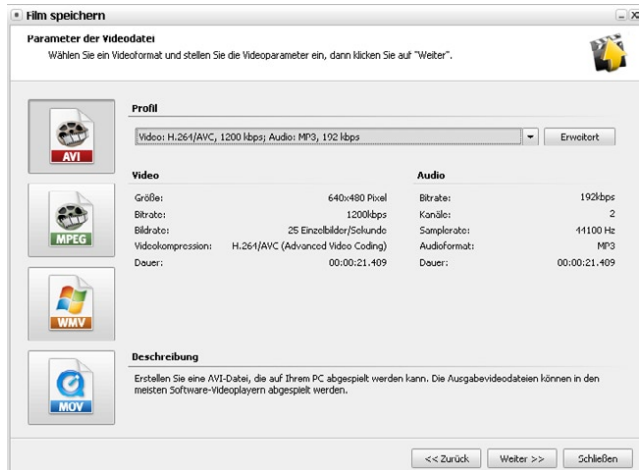 Film speichern
Parameter der Videodatei
Wählen Sie ein Videoformat und stellen Sie die Videoparameter ein, dann klicken Sie auf "Weiter".
AVI
MPEG
WMV
MOV
Profil
Video: H.264/AVC, 1200 kbps; Audio: MP3, 192 kbps
Erweitort
Video
Größe: 640x480 Pixel
Bitrate: 1200kbps
Bildrate: 25 Einzelbilder/Sekunde
Videokompression: H.264/AVC (Advanced Video Coding)
Dauer: 00:00:21.409
Audio
Bitrate: 192kbps
Kanäle: 2
Samplerate: 44100 Hz
Audioformat: MP3
Dauer: 00:00:21.409
Beschreibung
Erstellen Sie eine AVI-Datei, die auf Ihrem PC abgespielt werden kann. Die Ausgabevideodateien können in den
meisten Software-Videoplayern abgespielt werden.
<< Zurück
Weiter >>
Schließen